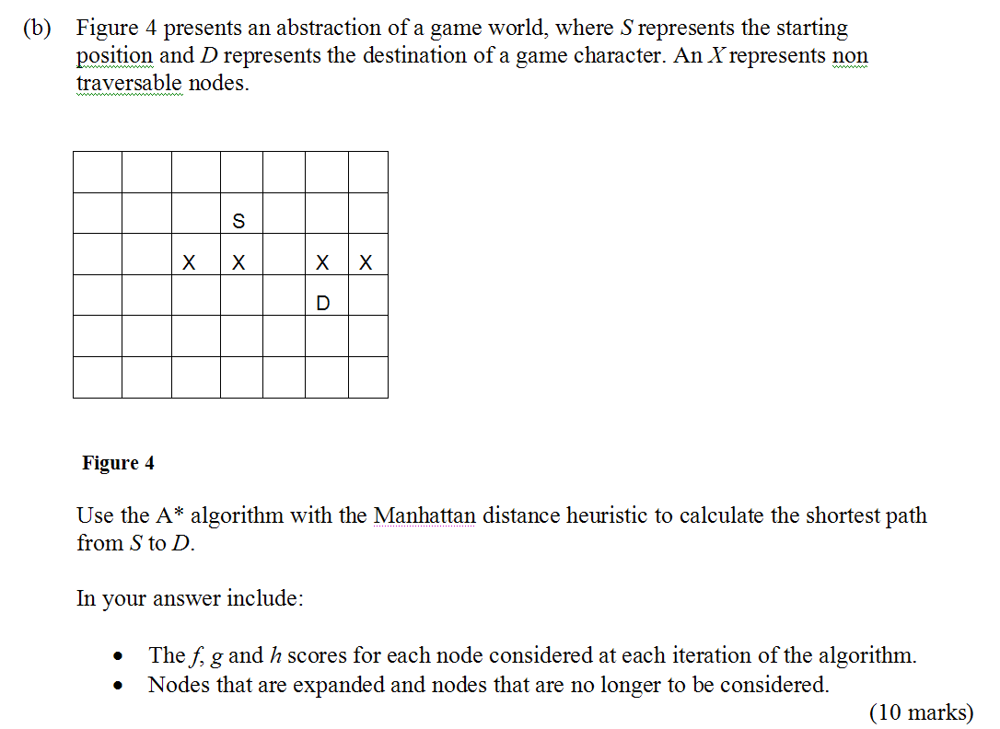 (b) Figure 4 presents an abstraction of a game world, where S represents the starting
position and D represents the destination of a game character. An X represents non
traversable nodes.
S
X X X X
D
Figure 4
Use the A* algorithm with the Manhattan distance heuristic to calculate the shortest path
from S to D.
In your answer include:
• The f, g and h scores for each node considered at each iteration of the algorithm.
• Nodes that are expanded and nodes that are no longer to be considered.
(10 marks)